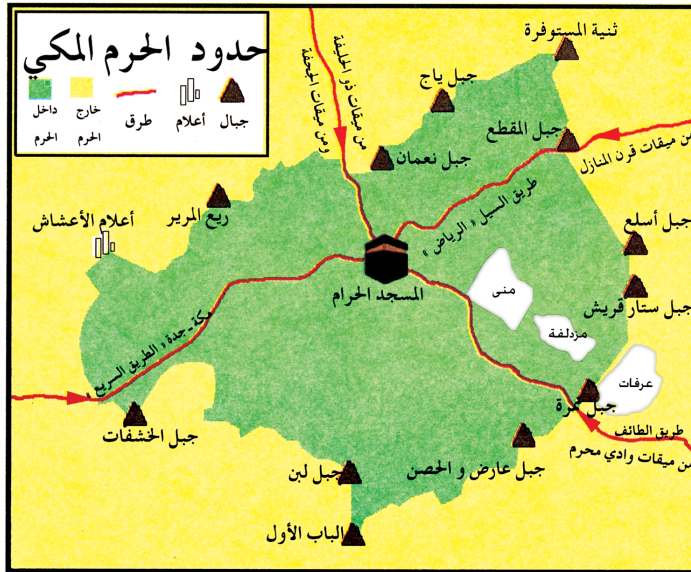 حدود الحرم المكي
جبال
أعلام
طرق
خارج
الحرم
داخل
الحرم
ثنية المستوفرة
جبل ياج
من ميقات ذو الحليفة
ومن ميقات الجحفة
جبل المقطع
من ميقات قرن المنازل
جبل نعمان
طريق السيل « الرياض »
ريع المرير
أعلام الأعشاش
جبل أسلع
المسجد الحرام
منى
جبل ستار قريش
مزدلفة
مكة - جدة « الطريق السريع »
عرفات
جبل نمرة
طريق الطائف
من ميقات وادي محرم
جبل الخشفات
جبل عارض و الحصن
جبل لبن
الباب الأول